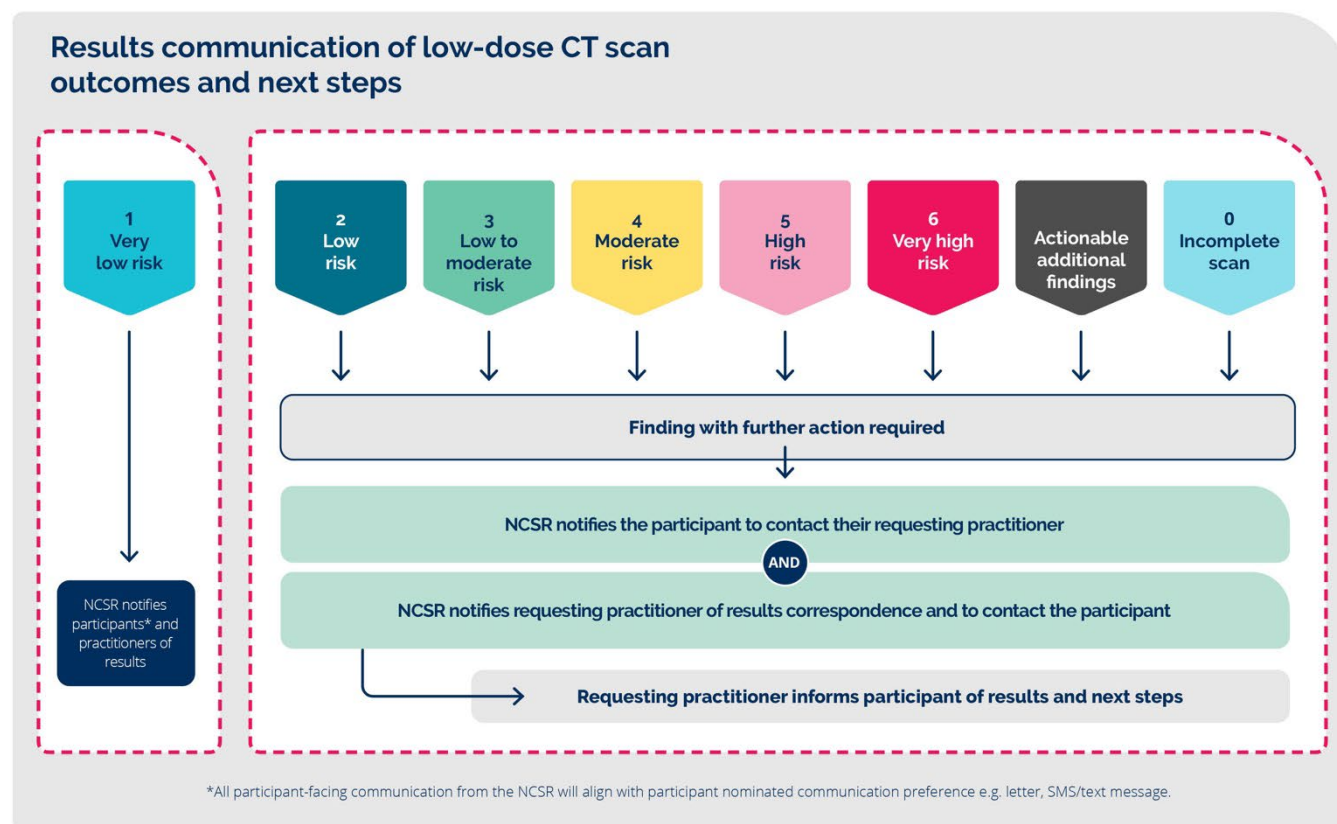 Results communication of low-dose CT scan
outcomes and next steps
1
Very
low risk
2
Low
risk
3
Low to
moderate
risk
4
Moderate
risk
5
High
risk
6
Very high
risk
Actionable
additional
findings
0
Incomplete
scan
Finding with further action required
NCSR notifies the participant to contact their requesting practitioner
AND
NCSR notifies requesting practitioner of results correspondence and to contact the participant
NCSR notifies
participants* and
practitioners of
results
Requesting practitioner informs participant of results and next steps
*All participant-facing communication from the NCSR will align with participant nominated communication preference e.g. letter, SMS/text message.